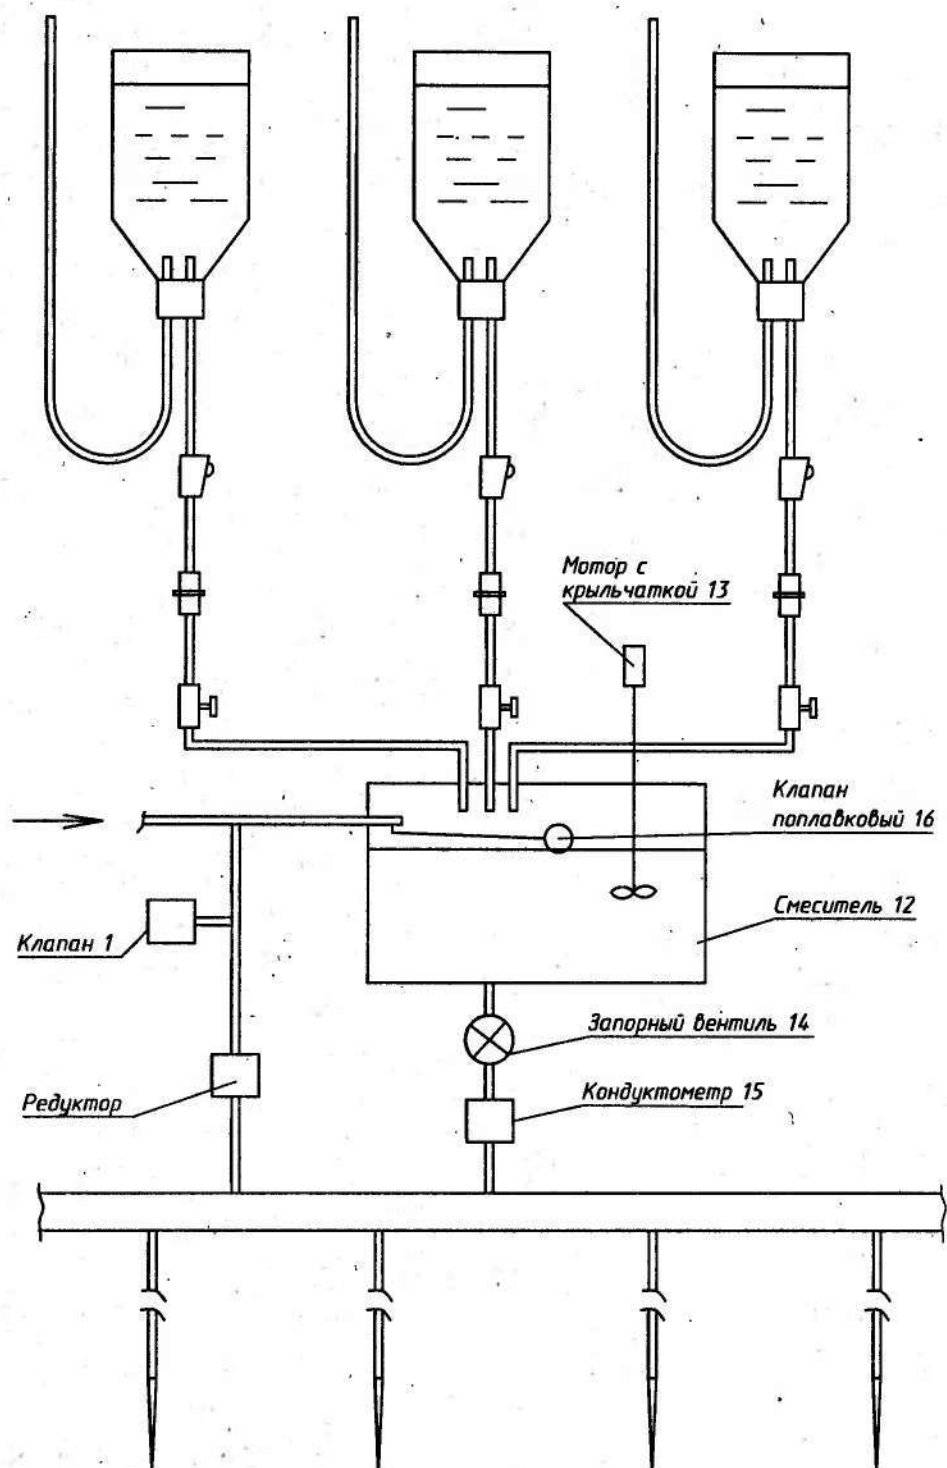 Мотор с
крыльчаткой 13
Клапан
поплавковый 16
Смеситель 12
Клапан 1
Запорный вентиль 14
Кондуктометр 15
Редуктор